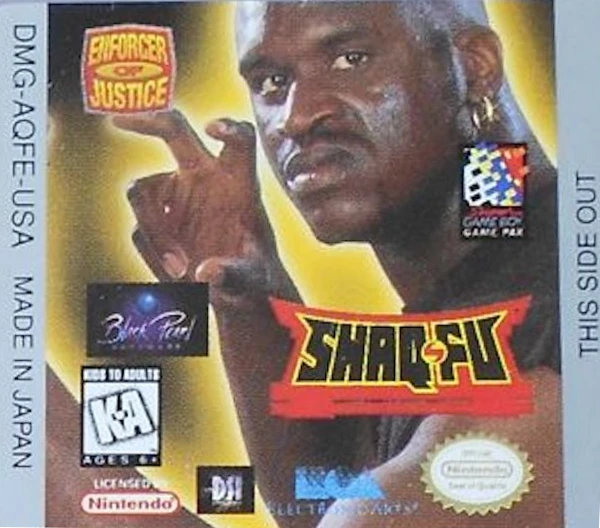 DMG-AQFE-USA MADE IN JAPAN
ENFORCER
OF
JUSTICE
Super
GAME BOY
GAME PAK
THIS SIDE OUT
Black Pearl
SOFTWARE
SHAQ-FU
KIDS TO ADULTS
K-A
AGES 6+
LICENSED BY
Nintendo
DSI
ELECTRONIC ARTS
Nintendo
Seal of Quality